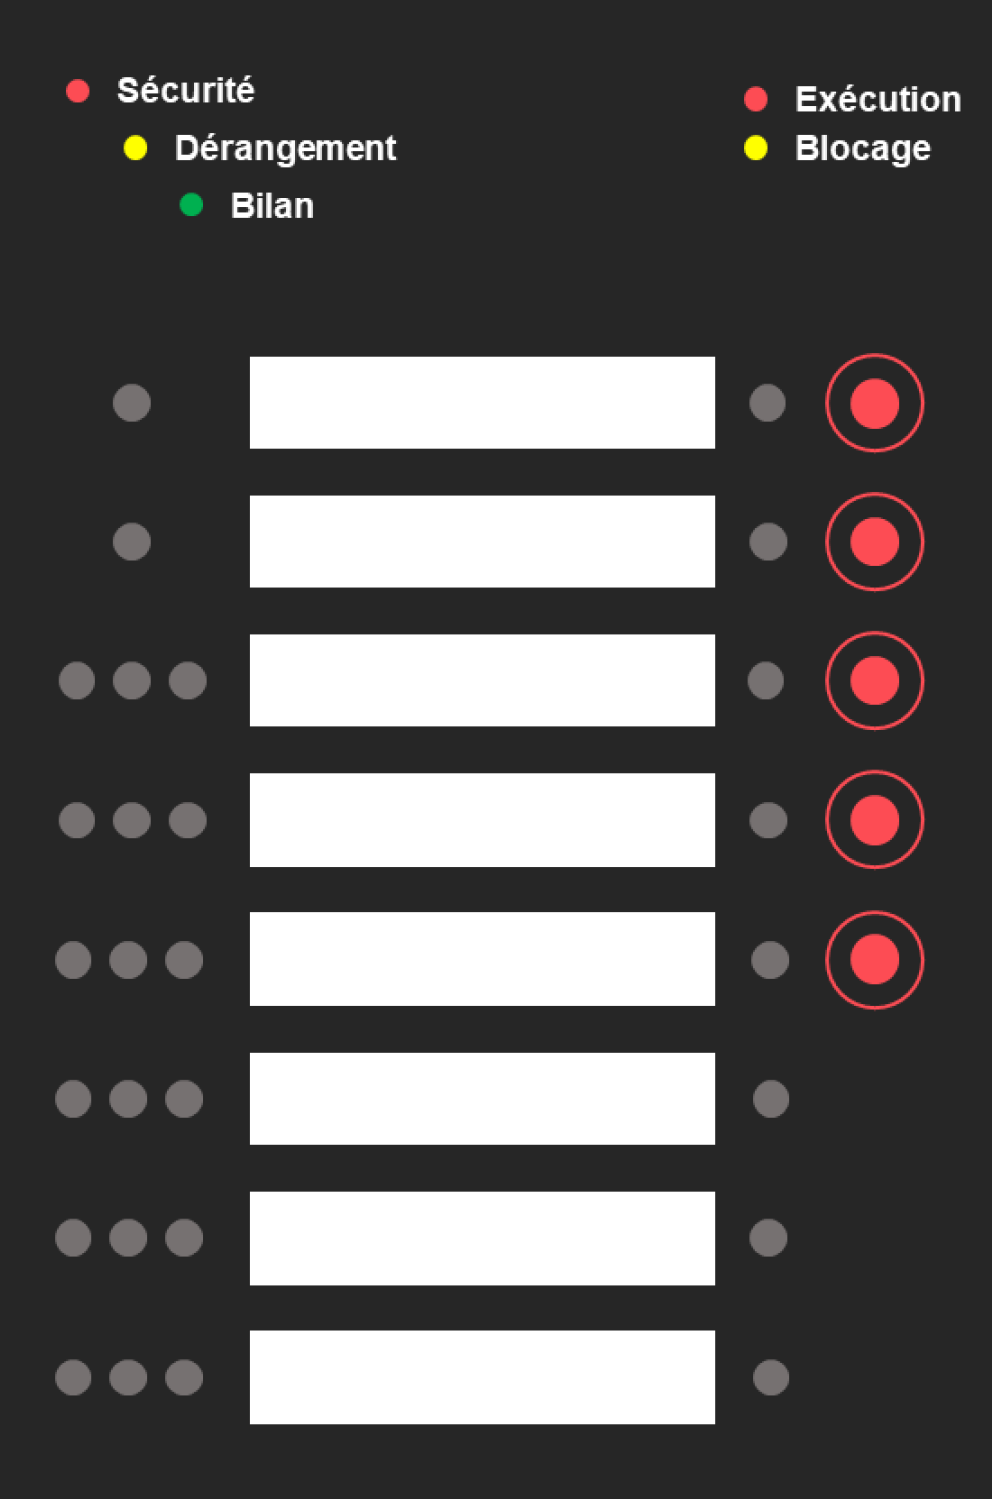 Sécurité
Dérangement
Bilan
Exécution
Blocage